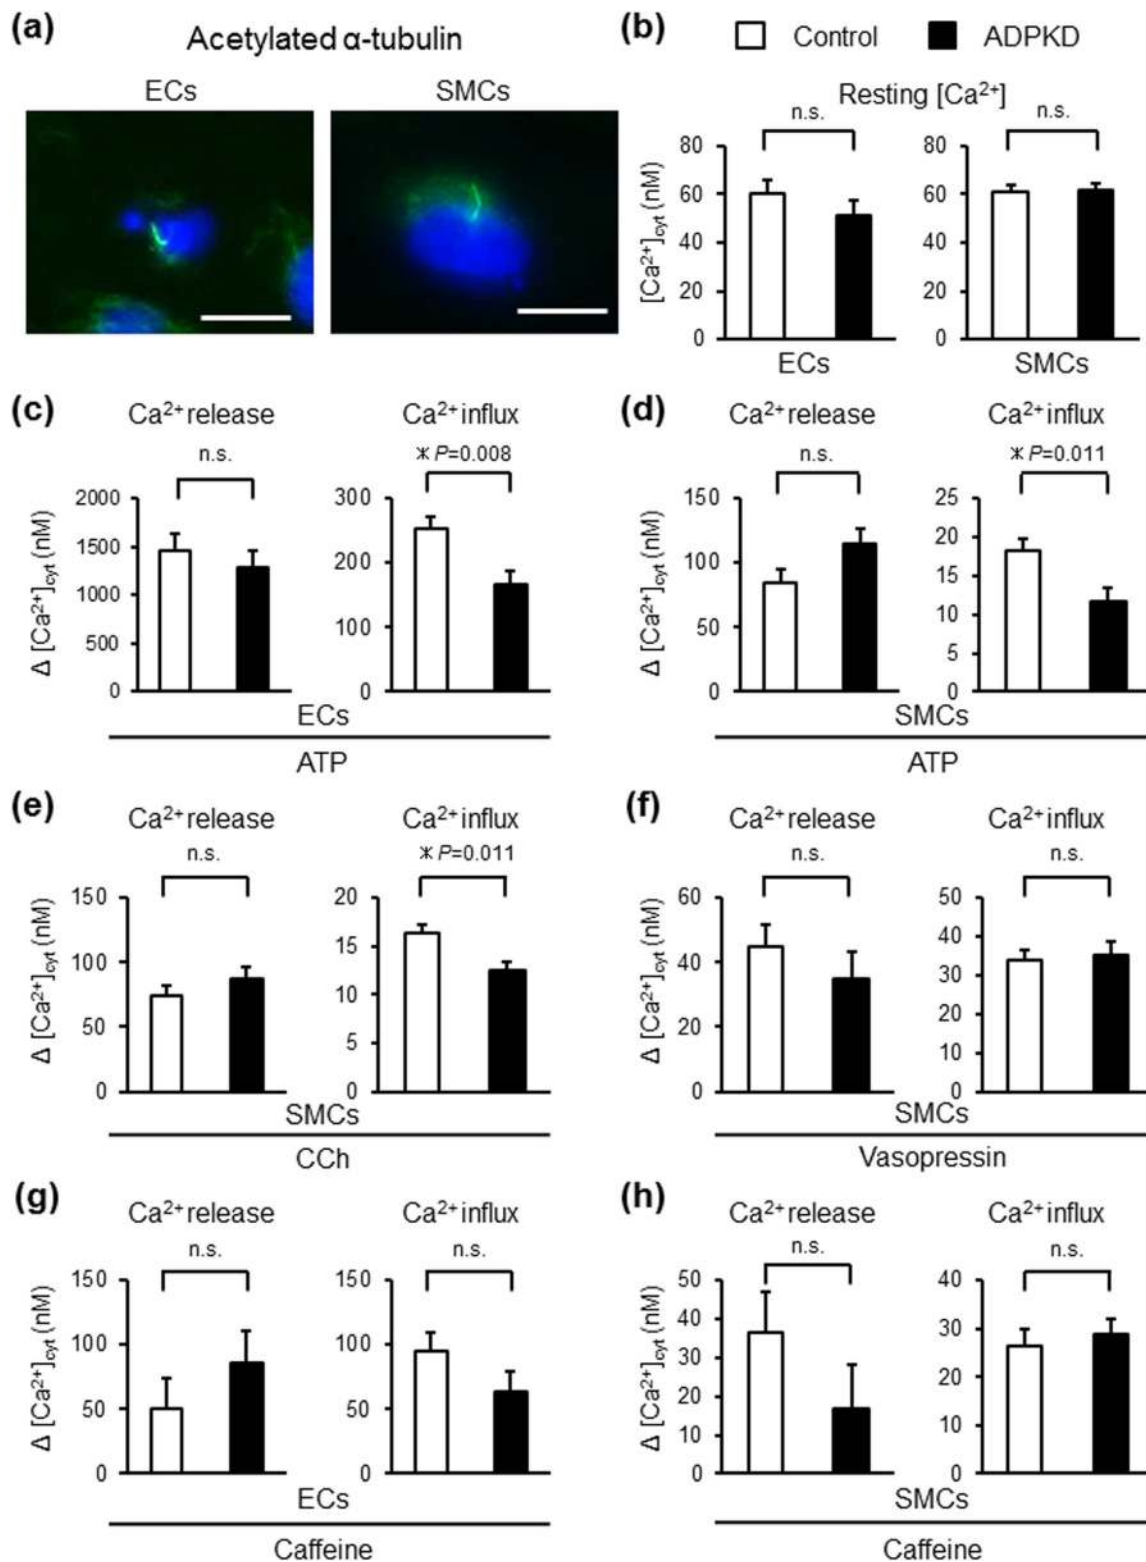 (a)
Acetylated α-tubulin
ECs SMCs
(b)
Control ADPKD
Resting [Ca²⁺]
n.s. n.s.
[Ca²⁺]cyt (nM)
80
60
40
20
0
80
60
40
20
0
ECs SMCs
(c)
Ca²⁺ release Ca²⁺ influx
n.s. * P=0.008
Δ [Ca²⁺]cyt (nM)
2000
1500
1000
500
0
300
200
100
0
ECs
ATP
(d)
Ca²⁺ release Ca²⁺ influx
n.s. * P=0.011
Δ [Ca²⁺]cyt (nM)
150
100
50
0
25
20
15
10
5
0
SMCs
ATP
(e)
Ca²⁺ release Ca²⁺ influx
n.s. * P=0.011
Δ [Ca²⁺]cyt (nM)
150
100
50
0
20
15
10
5
0
SMCs
CCh
(f)
Ca²⁺ release Ca²⁺ influx
n.s. n.s.
Δ [Ca²⁺]cyt (nM)
60
40
20
0
50
40
30
20
10
0
SMCs
Vasopressin
(g)
Ca²⁺ release Ca²⁺ influx
n.s. n.s.
Δ [Ca²⁺]cyt (nM)
150
100
50
0
150
100
50
0
ECs
Caffeine
(h)
Ca²⁺ release Ca²⁺ influx
n.s. n.s.
Δ [Ca²⁺]cyt (nM)
50
40
30
20
10
0
40
30
20
10
0
SMCs
Caffeine